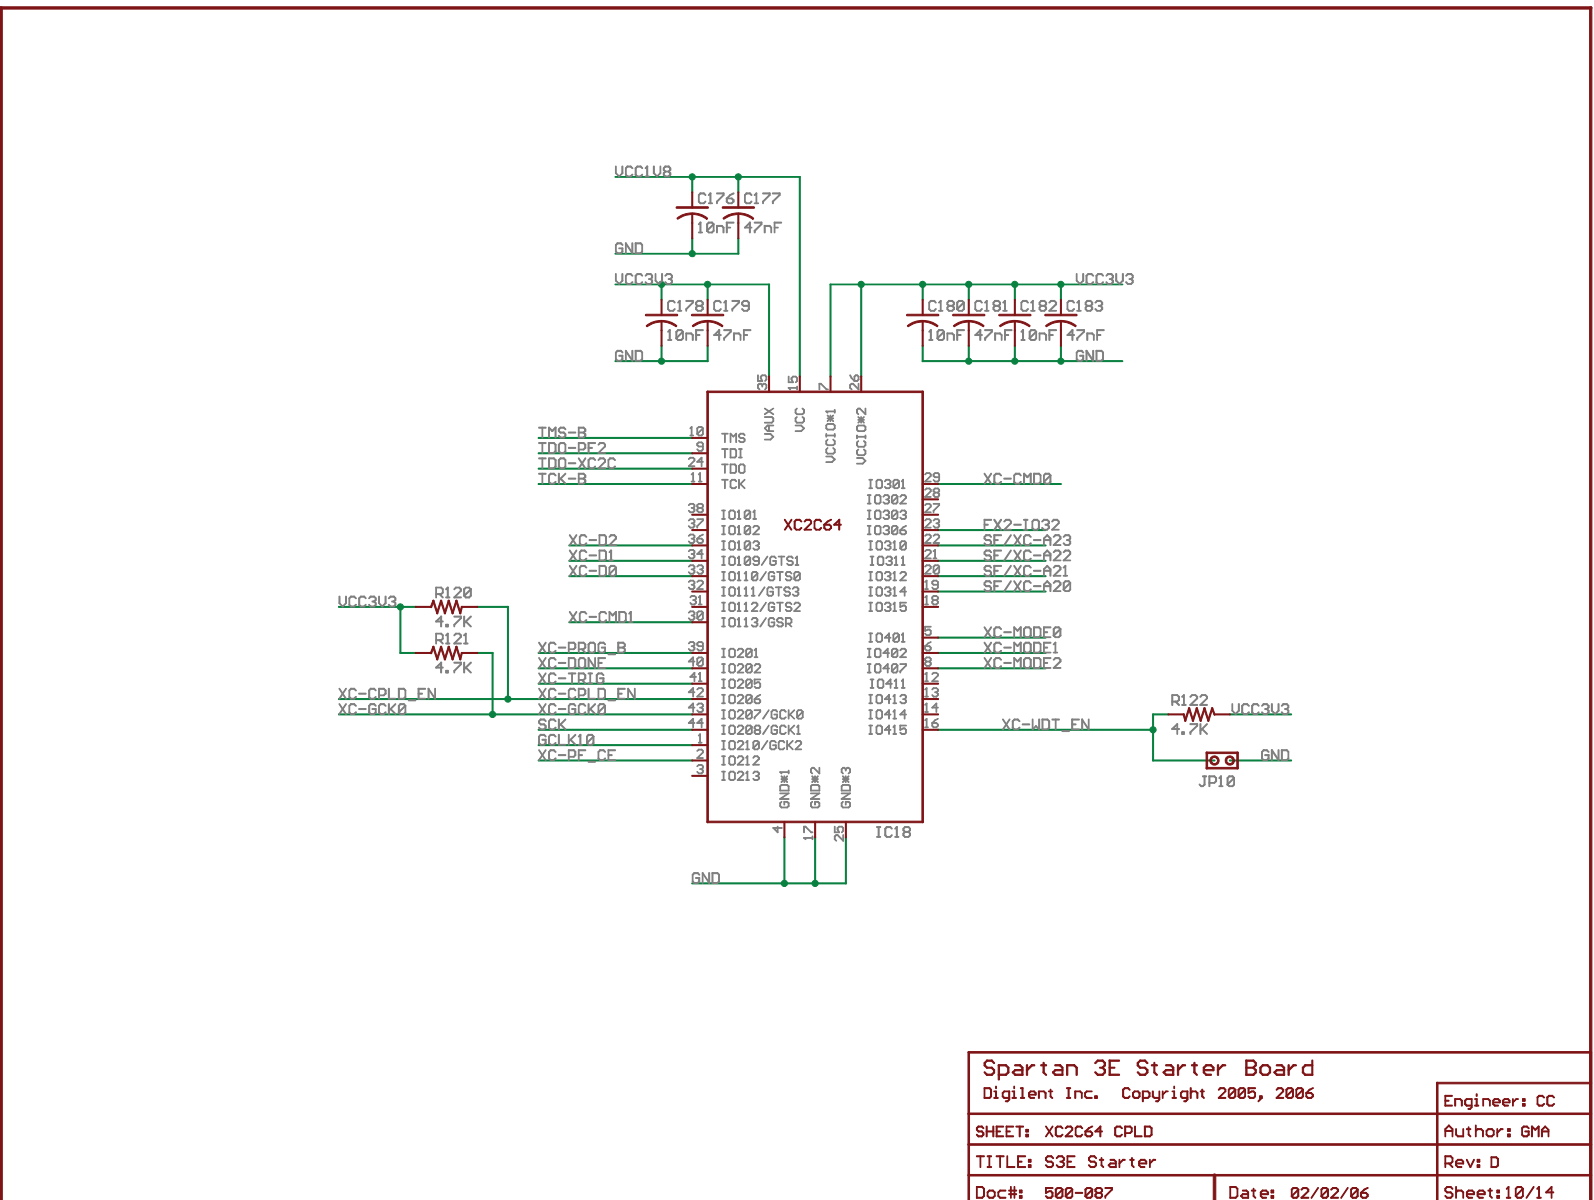 VCC1V8
C176 C177
10nF 47nF
GND
VCC3V3
C178 C179
10nF 47nF
GND
VCC3V3
C180 C181 C182 C183
10nF 47nF 10nF 47nF
GND
35 15 7 26
VAUX VCC VCCIO*1 VCCIO*2
TMS-B 10 TMS
TDO-PF2 9 TDI
TDO-XC2C 24 TDO
TCK-B 11 TCK
38 IO101
37 IO102
XC-D2 36 IO103
XC-D1 34 IO109/GTS1
XC-D0 33 IO110/GTS0
32 IO111/GTS3
31 IO112/GTS2
XC-CMD1 30 IO113/GSR
XC-PROG_B 39 IO201
XC-DONE 40 IO202
XC-TRIG 41 IO205
XC-CPLD_EN XC-CPLD_EN 42 IO206
XC-GCK0 XC-GCK0 43 IO207/GCK0
SCK 44 IO208/GCK1
GCLK10 1 IO210/GCK2
XC-PF_CE 2 IO212
3 IO213
VCC3V3
R120
4.7K
R121
4.7K
XC2C64
IO301 29 XC-CMD0
IO302 28
IO303 27
IO306 23 FX2-IO32
IO310 22 SF/XC-A23
IO311 21 SF/XC-A22
IO312 20 SF/XC-A21
IO314 19 SF/XC-A20
IO315 18
IO401 5 XC-MODE0
IO402 6 XC-MODE1
IO407 8 XC-MODE2
IO411 12
IO413 13
IO414 14
IO415 16 XC-WDT_EN
R122
4.7K
VCC3V3
GND
JP10
GND*1 GND*2 GND*3
4 17 25
IC18
GND
Spartan 3E Starter Board
Digilent Inc. Copyright 2005, 2006
Engineer: CC
SHEET: XC2C64 CPLD
Author: GMA
TITLE: S3E Starter
Rev: D
Doc#: 500-087
Date: 02/02/06
Sheet:10/14